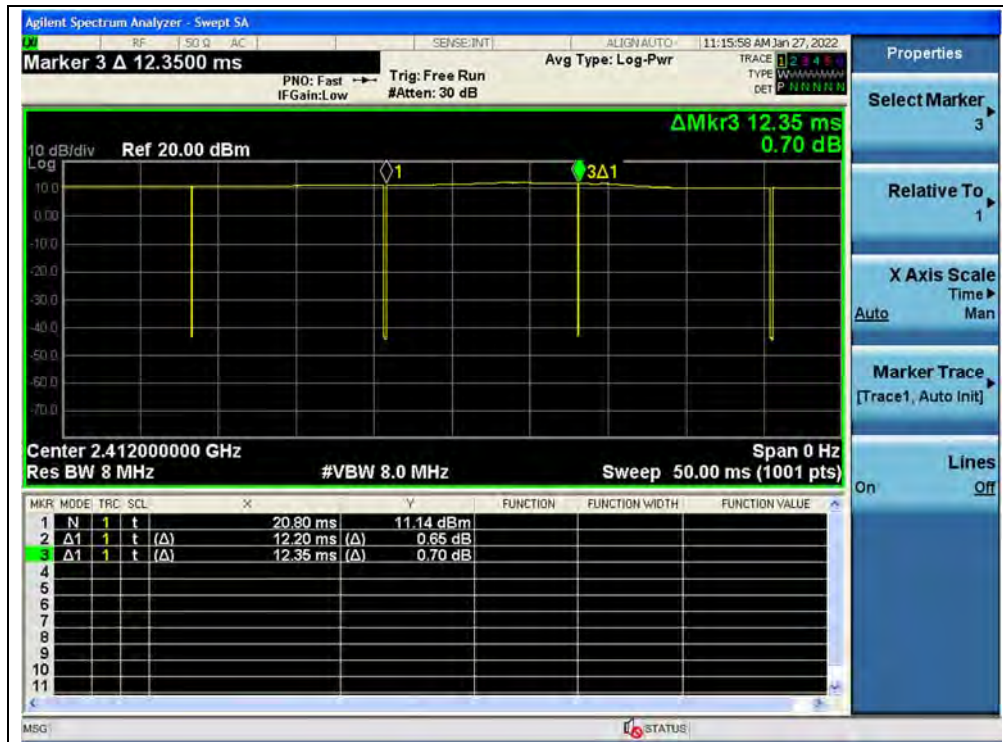 Agilent Spectrum Analyzer - Swept SA
LXI RF 50 Ω AC SENSE:INT ALIGN AUTO 11:15:58 AM Jan 27, 2022
Marker 3 Δ 12.3500 ms
PNO: Fast Trig: Free Run Avg Type: Log-Pwr TRACE 1 2 3 4 5 6
IFGain:Low #Atten: 30 dB TYPE W
DET P N N N N N
ΔMkr3 12.35 ms
0.70 dB
10 dB/div Ref 20.00 dBm
Log
1 3Δ1
10.0
0.00
-10.0
-20.0
-30.0
-40.0
-50.0
-60.0
-70.0
Center 2.412000000 GHz Span 0 Hz
Res BW 8 MHz #VBW 8.0 MHz Sweep 50.00 ms (1001 pts)
MKR MODE TRC SCL X Y FUNCTION FUNCTION WIDTH FUNCTION VALUE
1 N 1 t 20.80 ms 11.14 dBm
2 Δ1 1 t (Δ) 12.20 ms (Δ) 0.65 dB
3 Δ1 1 t (Δ) 12.35 ms (Δ) 0.70 dB
4
5
6
7
8
9
10
11
MSG STATUS
Properties
Select Marker
3
Relative To
1
X Axis Scale
Time
Auto Man
Marker Trace
[Trace1, Auto Init]
Lines
On Off